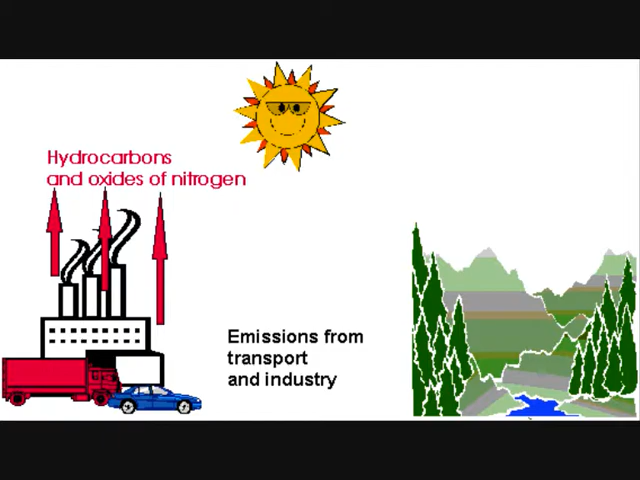 Hydrocarbons
and oxides of nitrogen
Emissions from
transport
and industry